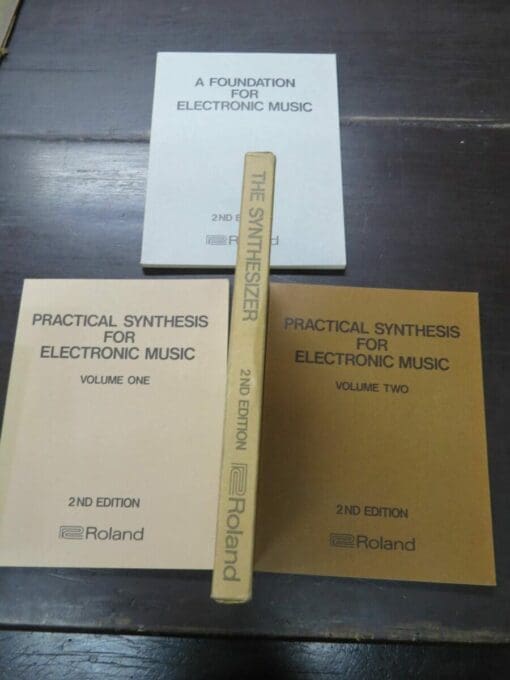 A FOUNDATION
FOR
ELECTRONIC MUSIC
2ND
Roland
THE SYNTHESIZER
2ND EDITION
Roland
PRACTICAL SYNTHESIS
FOR
ELECTRONIC MUSIC
VOLUME ONE
2ND EDITION
Roland
PRACTICAL SYNTHESIS
FOR
ELECTRONIC MUSIC
VOLUME TWO
2ND EDITION
Roland